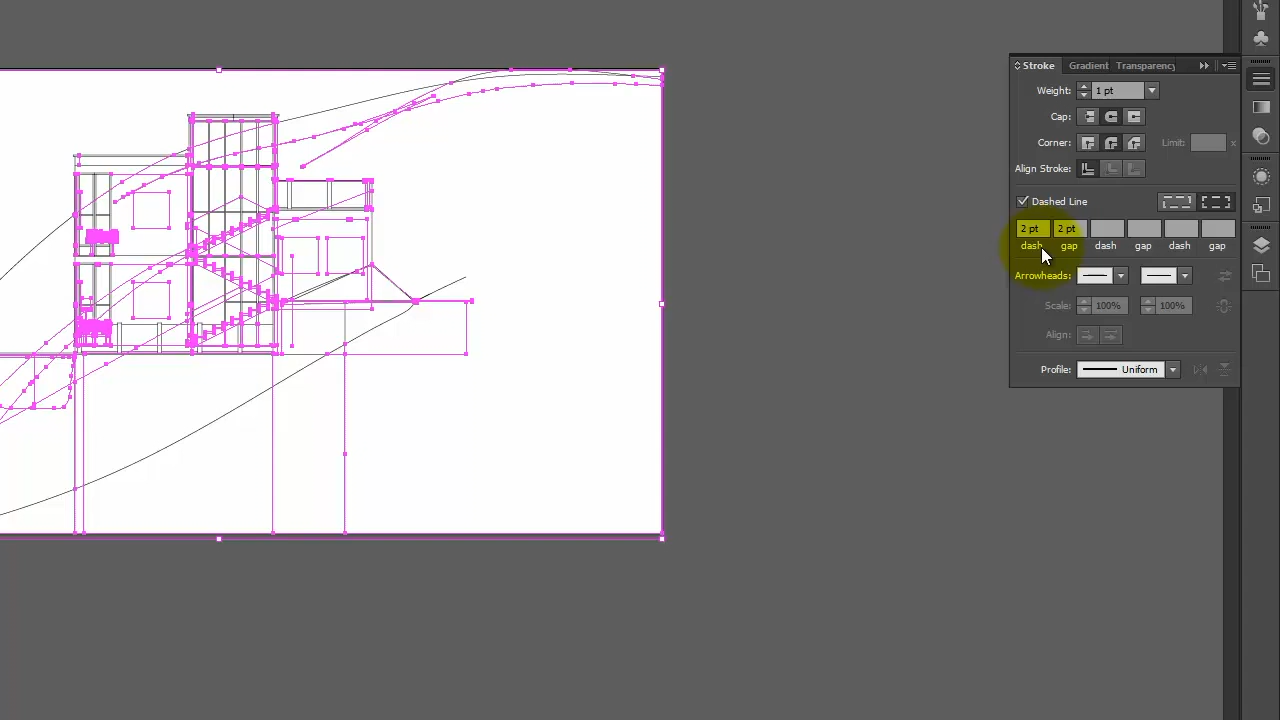 Stroke Gradient Transparency
Weight: 1 pt
Cap:
Corner: Limit: x
Align Stroke:
Dashed Line
2 pt 2 pt
dash gap dash gap dash gap
Arrowheads:
Scale: 100% 100%
Align:
Profile: Uniform